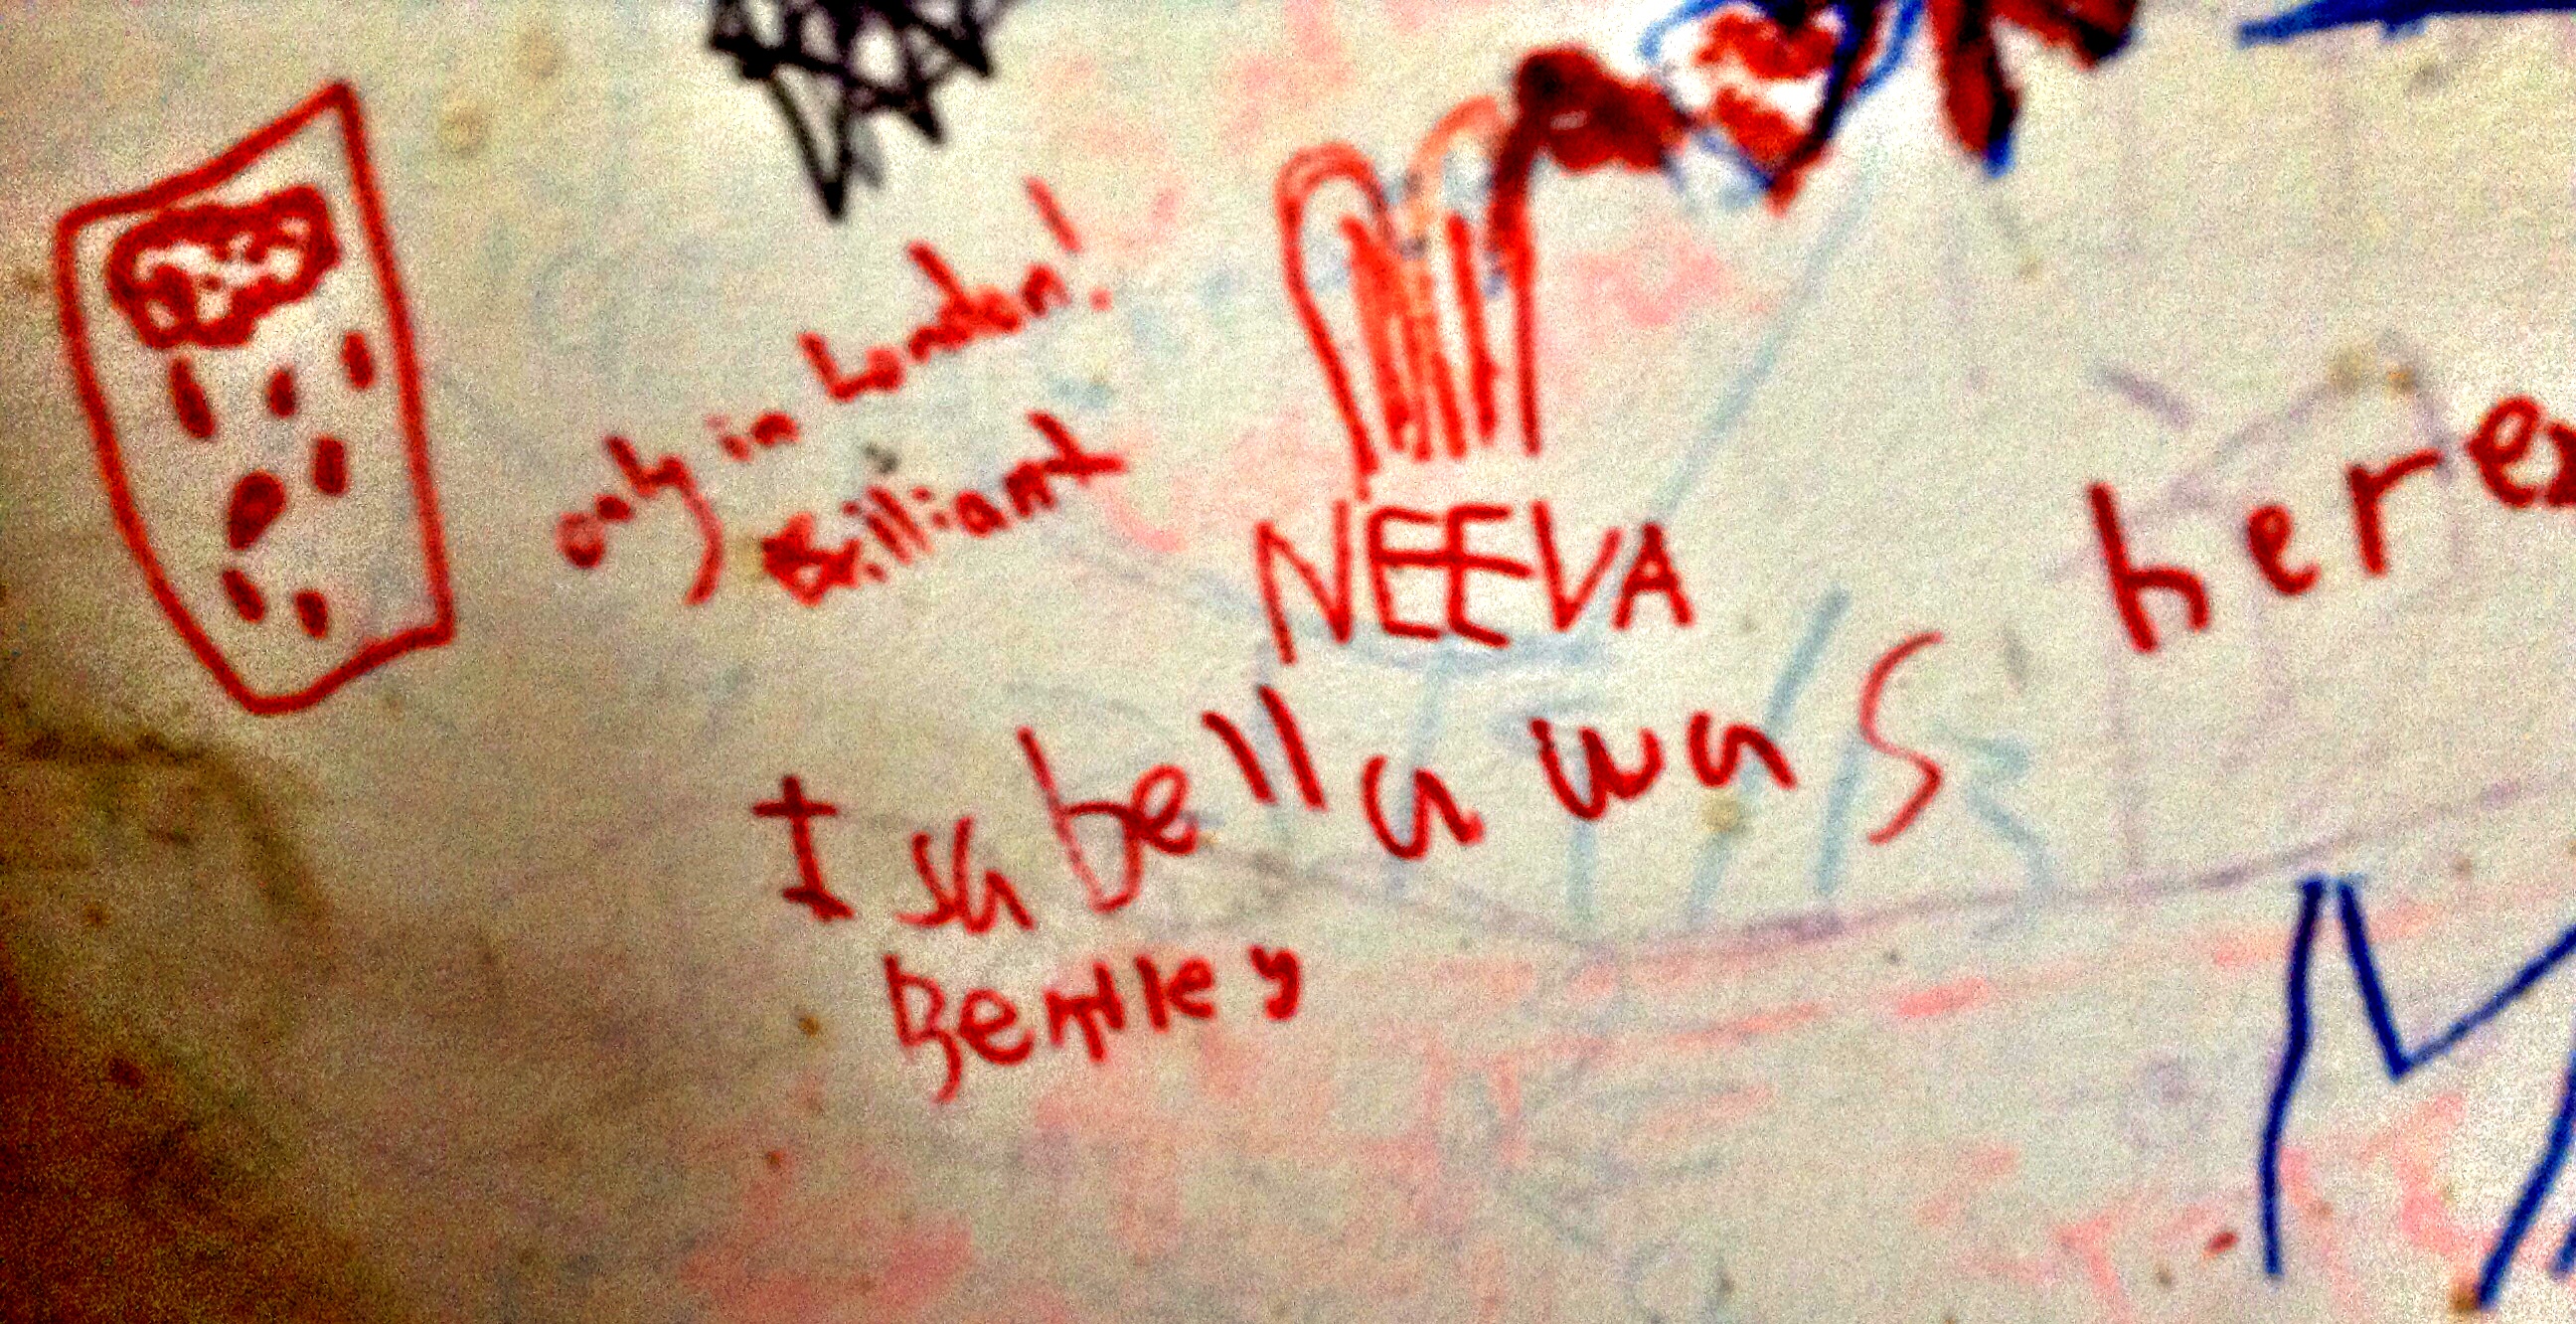 only in London!
Brilliant
NEEVA
Isabella was here
Bentley